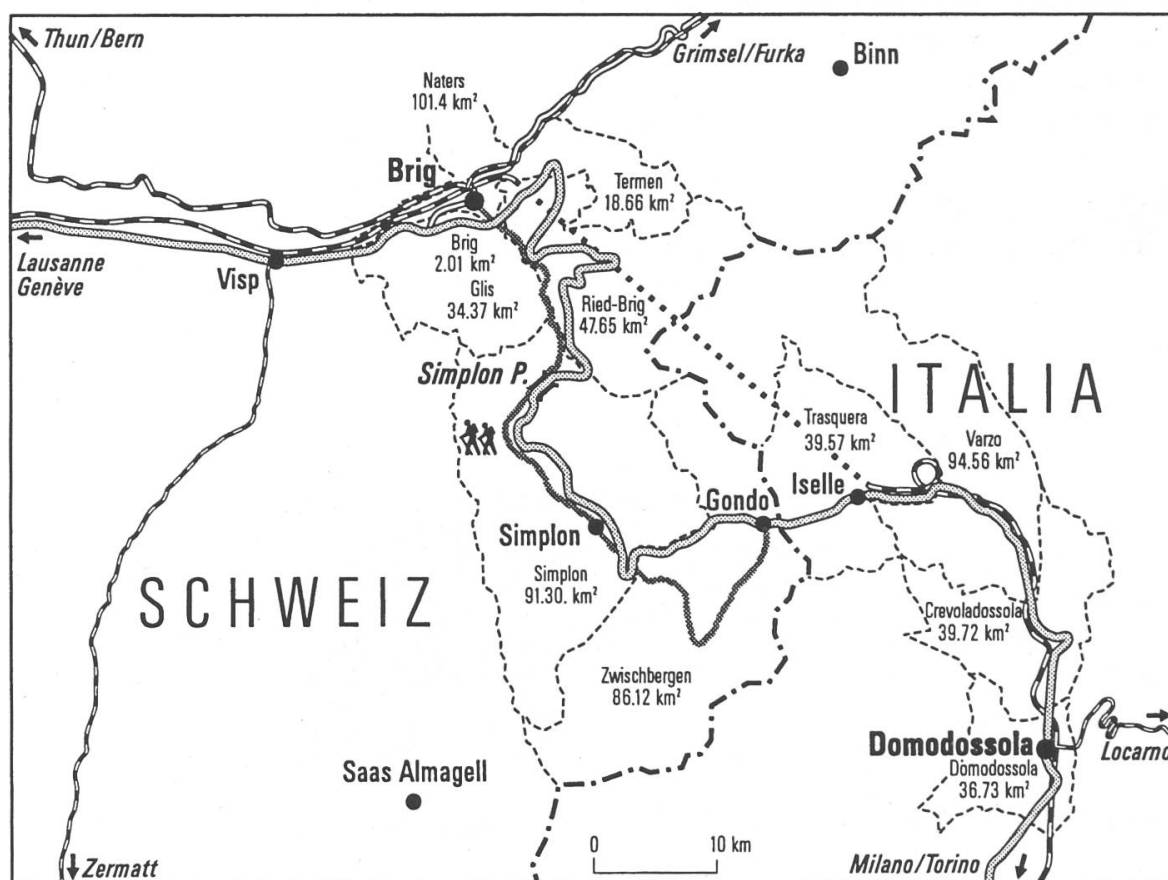 Thun/Bern
Grimsel/Furka
Binn
Naters
101.4 km²
Brig
Termen
18.66 km²
Lausanne
Genève
Visp
Brig
2.01 km²
Glis
34.37 km²
Ried-Brig
47.65 km²
Simplon P.
ITALIA
Trasquera
39.57 km²
Varzo
94.56 km²
Iselle
Gondo
Simplon
SCHWEIZ
Simplon
91.30. km²
Crevoladossola
39.72 km²
Zwischbergen
86.12 km²
Domodossola
Locarno
Domodossola
36.73 km²
Saas Almagell
0 10 km
Zermatt
Milano/Torino